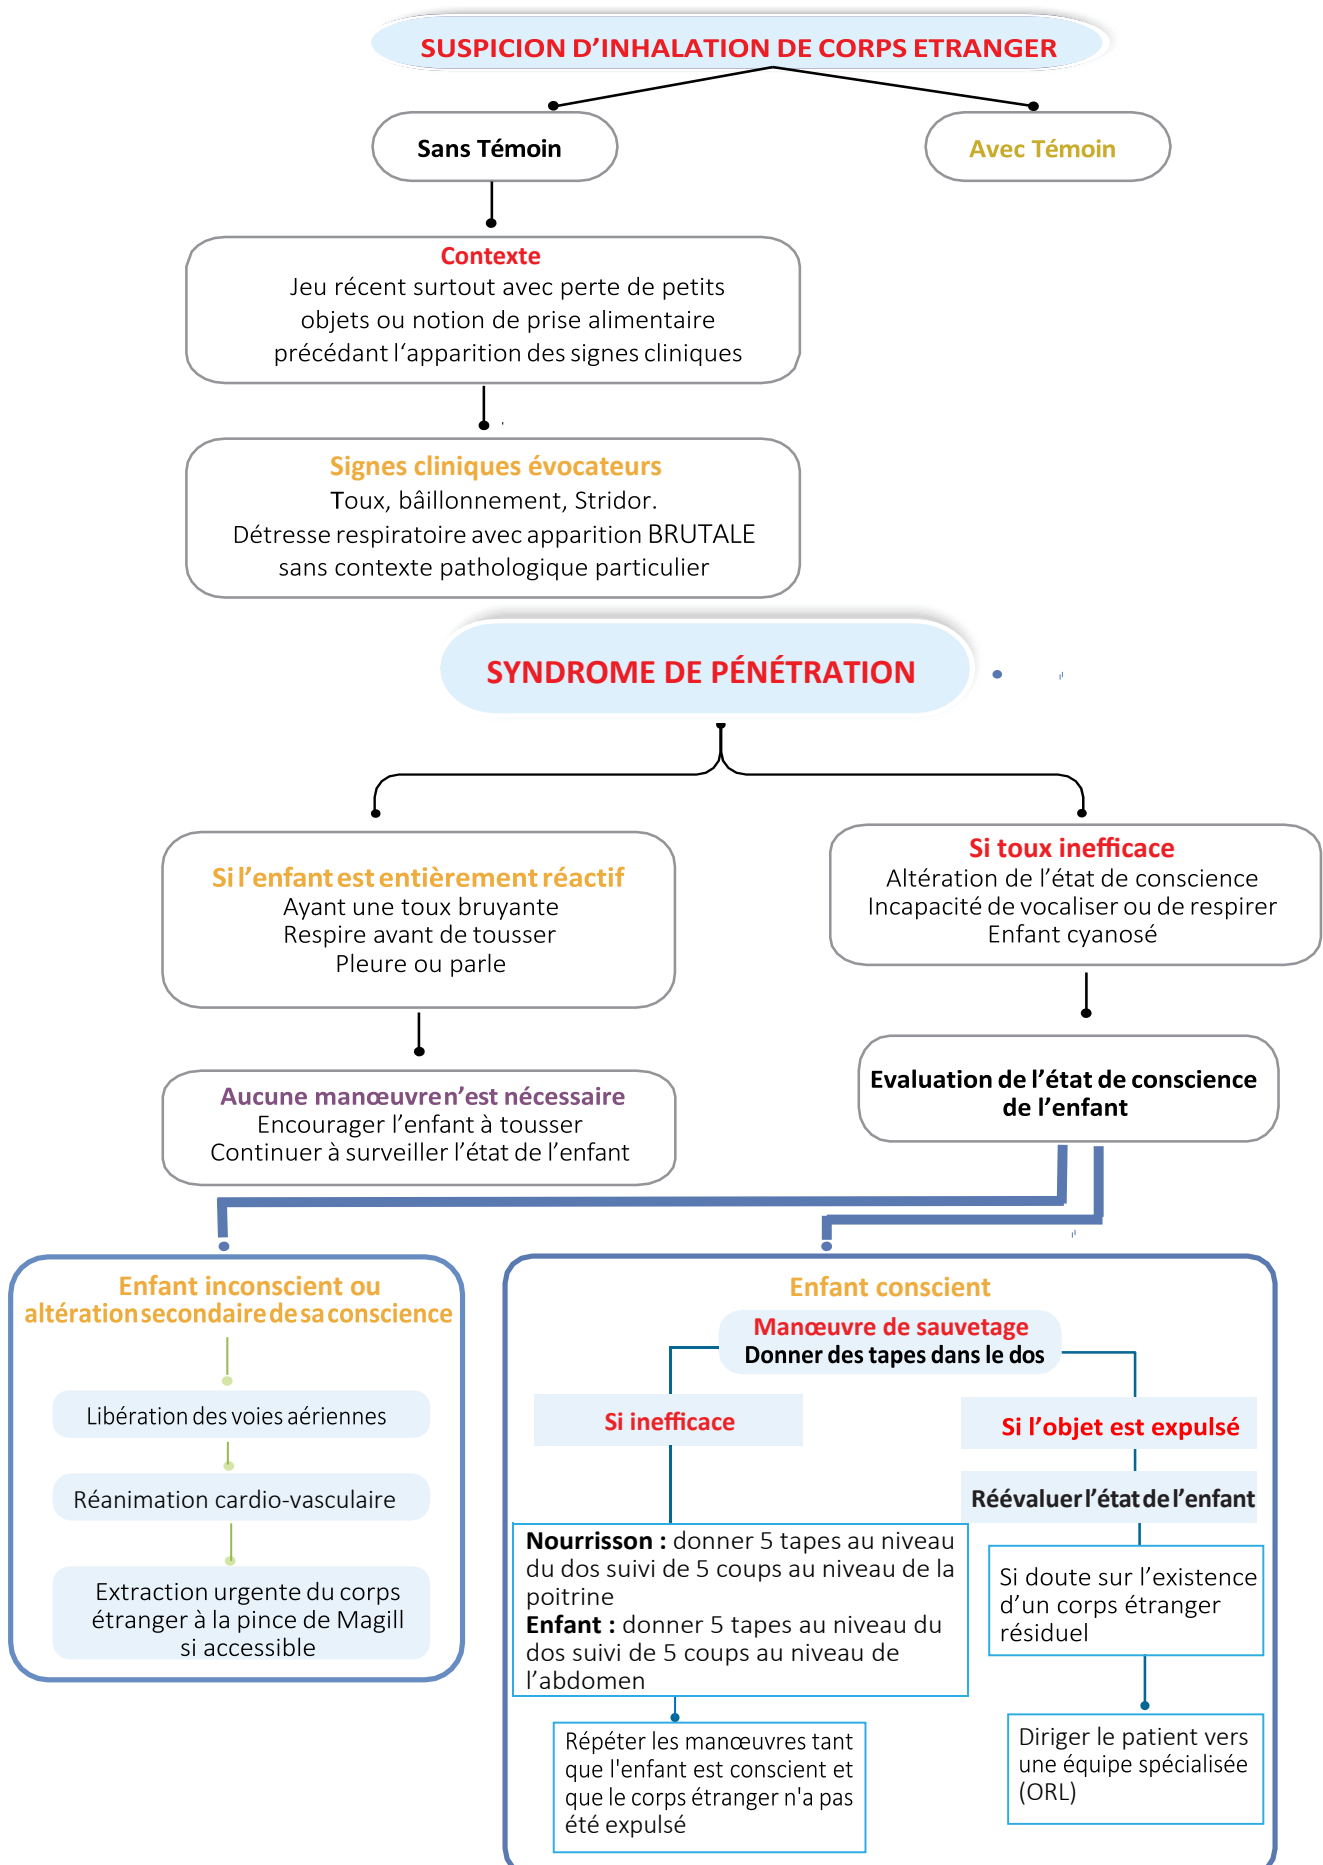 SUSPICION D’INHALATION DE CORPS ETRANGER
Sans Témoin
Avec Témoin
Contexte
Jeu récent surtout avec perte de petits
objets ou notion de prise alimentaire
précédant l‘apparition des signes cliniques
Signes cliniques évocateurs
Toux, bâillonnement, Stridor.
Détresse respiratoire avec apparition BRUTALE
sans contexte pathologique particulier
SYNDROME DE PÉNÉTRATION
Si l’enfant est entièrement réactif
Ayant une toux bruyante
Respire avant de tousser
Pleure ou parle
Si toux inefficace
Altération de l’état de conscience
Incapacité de vocaliser ou de respirer
Enfant cyanosé
Aucune manœuvre n’est nécessaire
Encourager l’enfant à tousser
Continuer à surveiller l’état de l’enfant
Evaluation de l’état de conscience
de l’enfant
Enfant inconscient ou
altération secondaire de sa conscience
Libération des voies aériennes
Réanimation cardio-vasculaire
Extraction urgente du corps
étranger à la pince de Magill
si accessible
Enfant conscient
Manœuvre de sauvetage
Donner des tapes dans le dos
Si inefficace
Nourrisson : donner 5 tapes au niveau
du dos suivi de 5 coups au niveau de la
poitrine
Enfant : donner 5 tapes au niveau du
dos suivi de 5 coups au niveau de
l’abdomen
Répéter les manœuvres tant
que l'enfant est conscient et
que le corps étranger n'a pas
été expulsé
Si l’objet est expulsé
Réévaluer l’état de l’enfant
Si doute sur l’existence
d’un corps étranger
résiduel
Diriger le patient vers
une équipe spécialisée
(ORL)